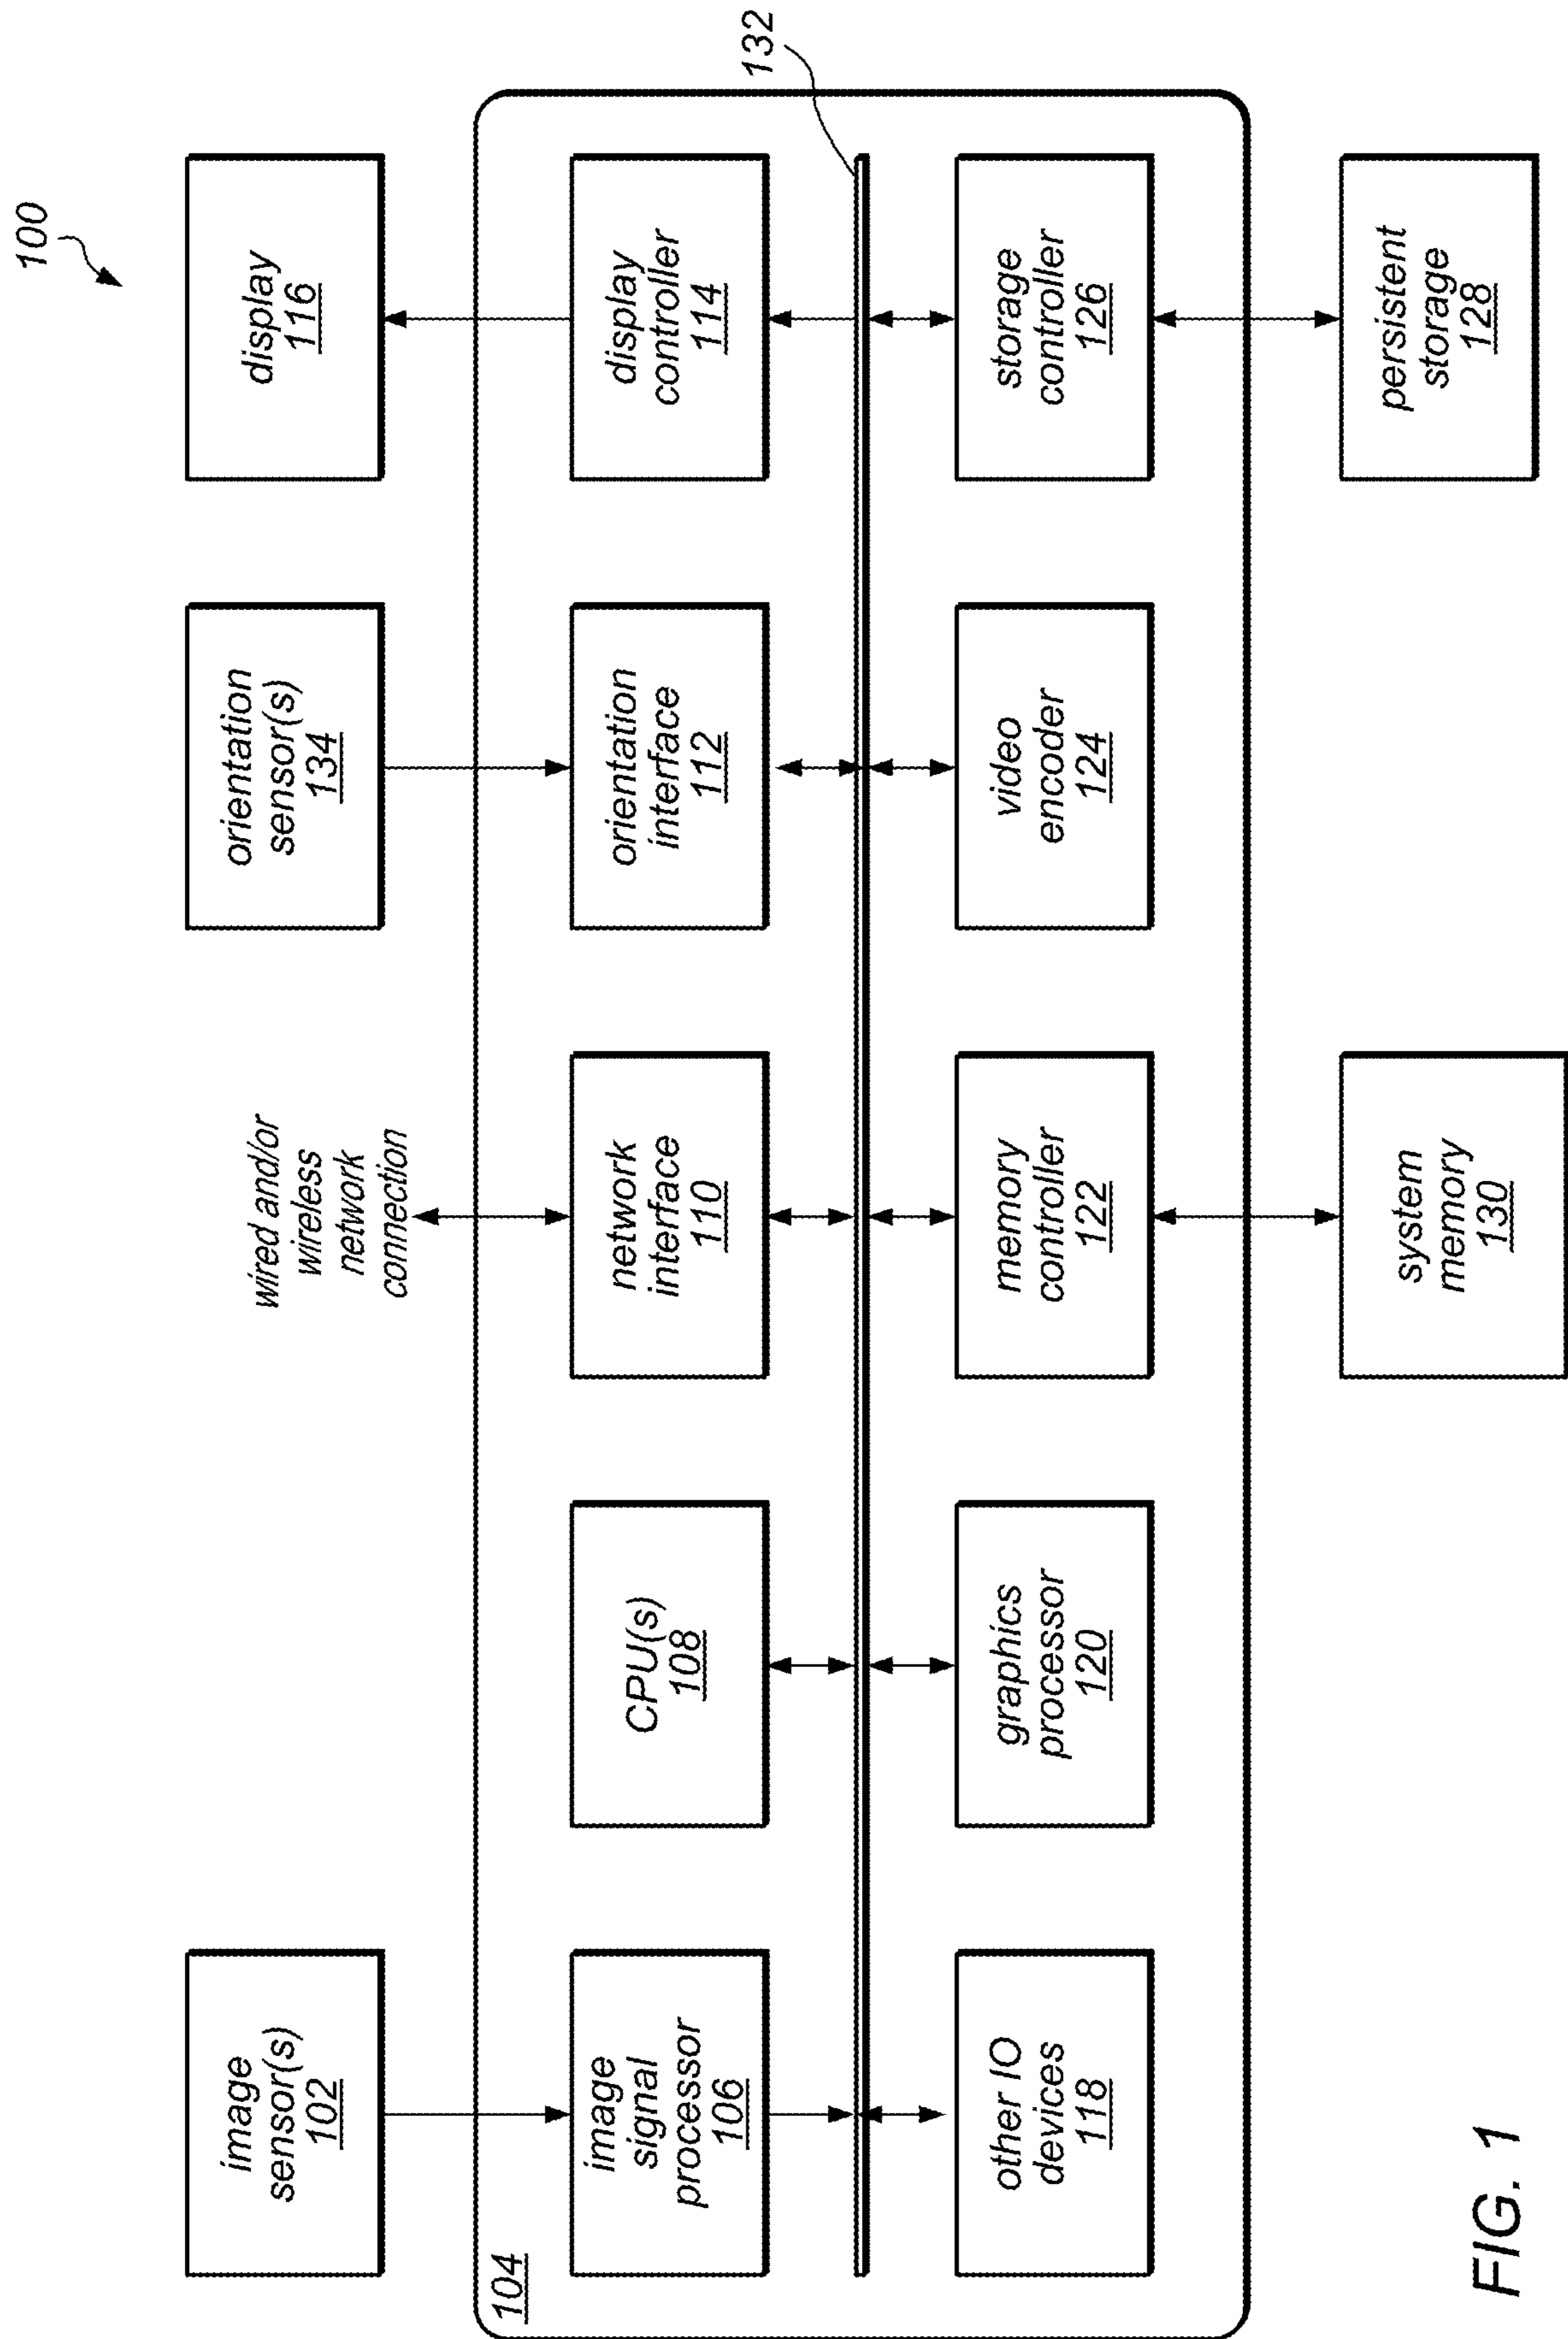 100
image
sensor(s)
102
wired and/or
wireless
network
connection
orientation
sensor(s)
134
display
116
104
image
signal
processor
106
CPU(s)
108
network
interface
110
orientation
interface
112
display
controller
114
132
other IO
devices
118
graphics
processor
120
memory
controller
122
video
encoder
124
storage
controller
126
system
memory
130
persistent
storage
128
FIG. 1